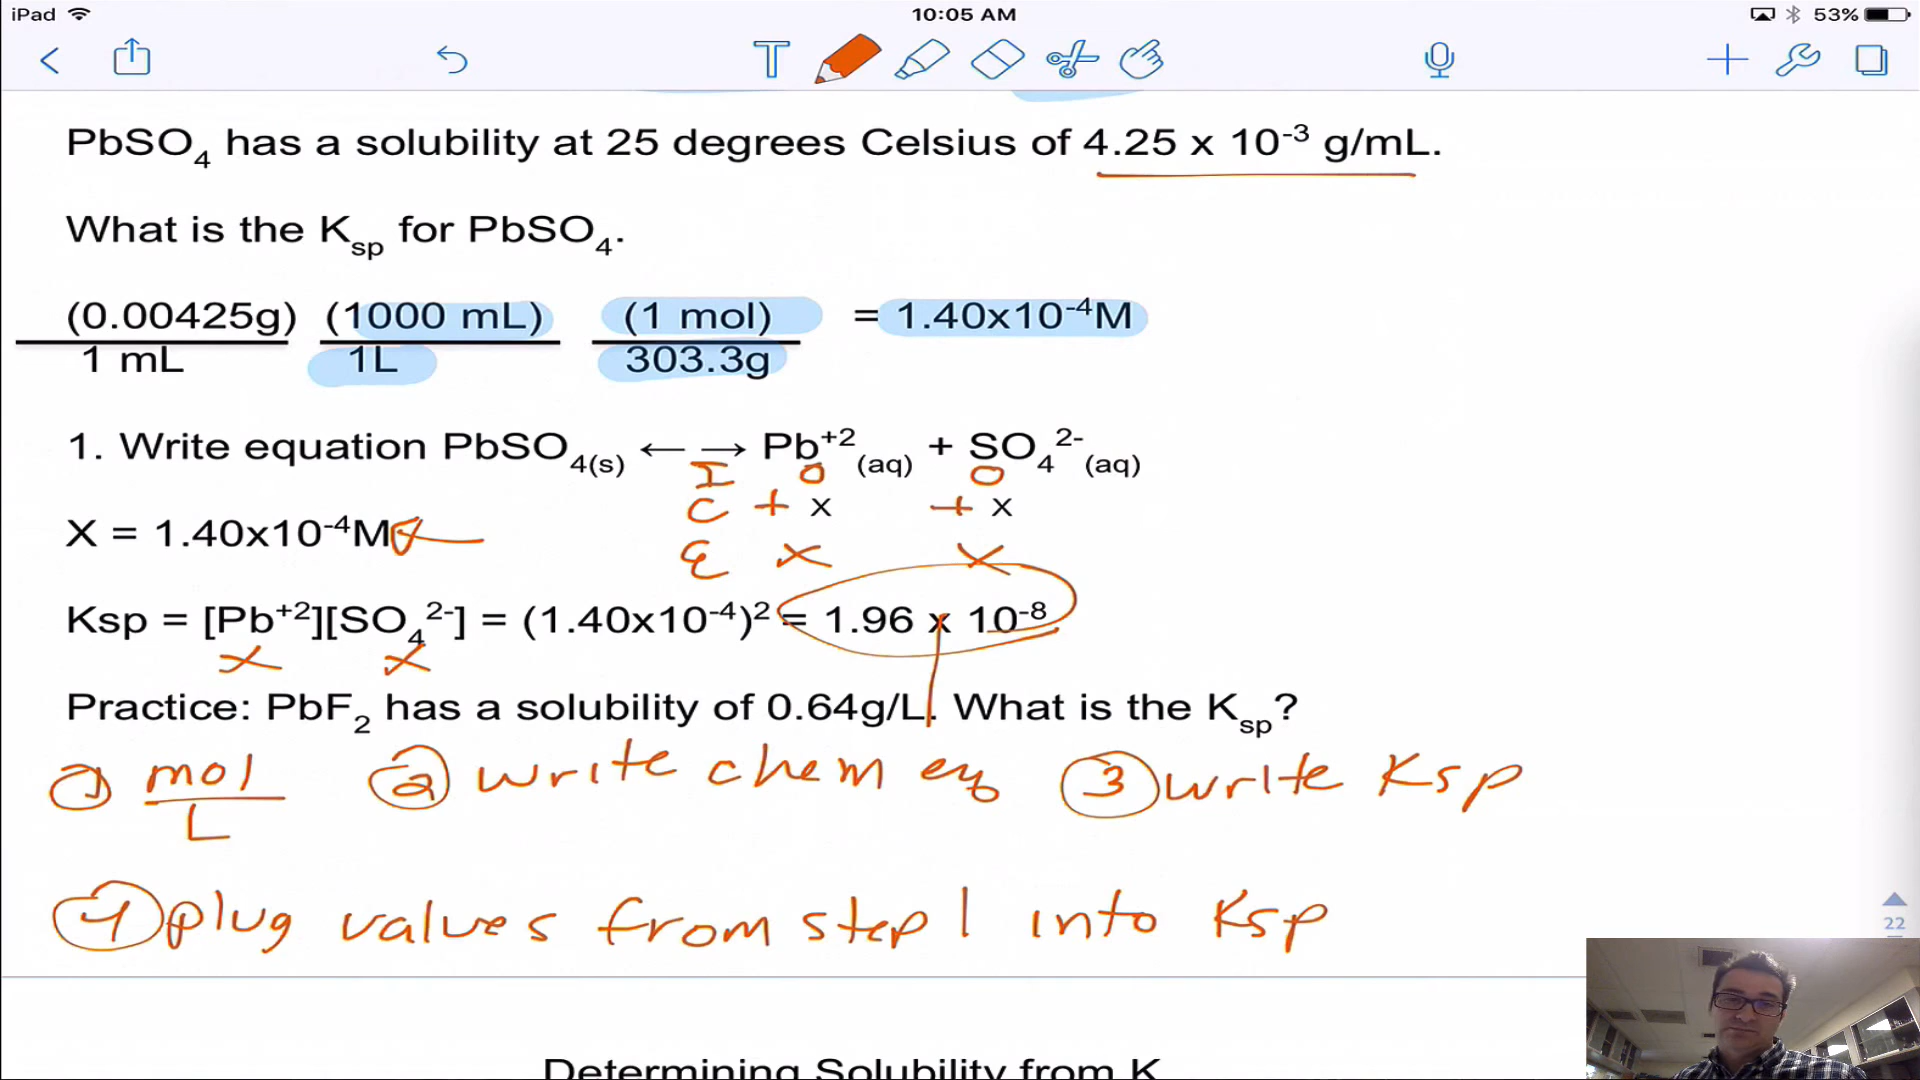 iPad 10:05 AM 53%
PbSO4 has a solubility at 25 degrees Celsius of 4.25 x 10-3 g/mL.
What is the Ksp for PbSO4.
(0.00425g) (1000 mL) (1 mol) = 1.40x10-4M
1 mL 1L 303.3g
1. Write equation PbSO4(s) ←→ Pb+2(aq) + SO42-(aq)
I O O
C + x + x
X = 1.40x10-4M
E x x
Ksp = [Pb+2][SO42-] = (1.40x10-4)2 = 1.96 x 10-8
x x
Practice: PbF2 has a solubility of 0.64g/L. What is the Ksp?
1 mol 2 write chem eq 3 write Ksp
L
4 plug values from step 1 into Ksp
22
Determining Solubility from K